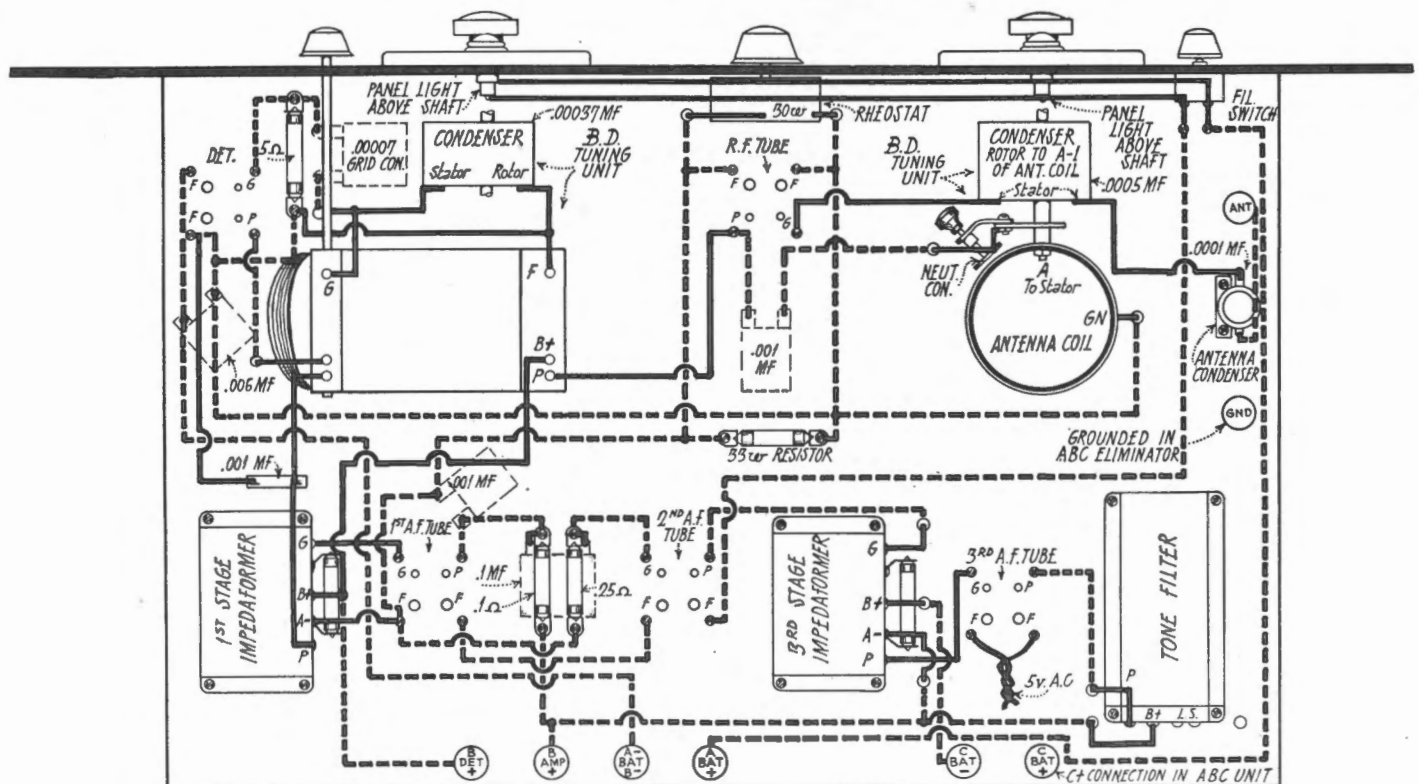 PANEL LIGHT
ABOVE SHAFT
.00037 MF
CONDENSER
Stator Rotor
B.D.
TUNING
UNIT
30 ω
RHEOSTAT
R.F. TUBE
F
F
P
G
B.D.
TUNING
UNIT
CONDENSER
ROTOR TO A-1
OF ANT. COIL
Stator
.0005 MF
PANEL
LIGHT
ABOVE
SHAFT
FIL.
SWITCH
DET.
F
G
F
P
5Ω
.00007
GRID CON.
ANT
.0001 MF
ANTENNA
CONDENSER
NEUT.
CON.
A
To Stator
GN
ANTENNA COIL
G
F
B+
P
.006 MF
.001
MF
GND
GROUNDED IN
ABC ELIMINATOR
33 ω RESISTOR
.001 MF
.001 MF
1ST STAGE
IMPEDAFORMER
G
B+
A-
P
1ST A.F. TUBE
G
P
F
F
.1 MF
.1Ω
.25Ω
2ND A.F.
TUBE
G
P
F
F
3RD STAGE
IMPEDAFORMER
G
B+
A-
P
3RD A.F. TUBE
G
P
F
F
5v. A.C
TONE FILTER
P
B+
L.S.
B
DET
+
B
AMP
+
A-
BAT
B-
A
BAT
+
C
BAT
-
C
BAT
+
C+ CONNECTION IN ABC UNIT